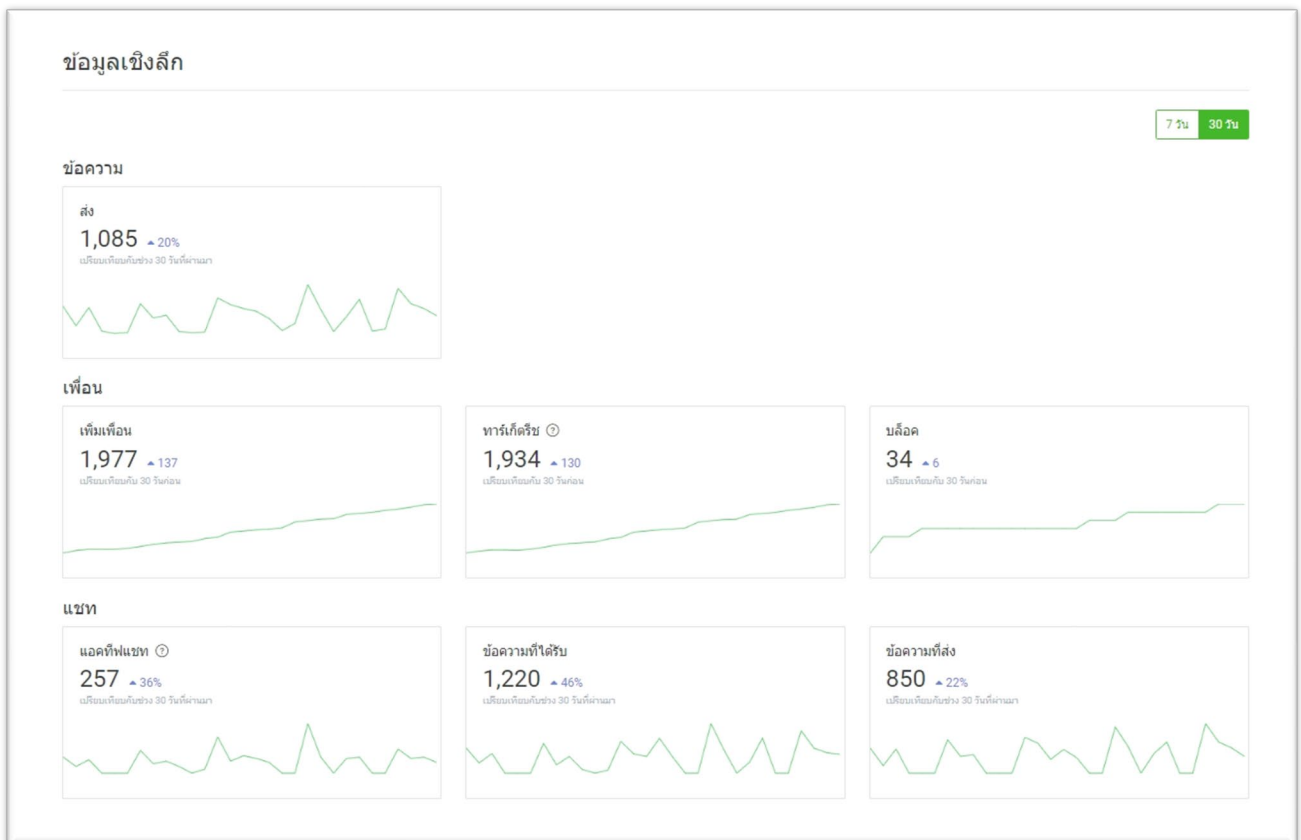 ข้อมูลเชิงลึก
7 วัน 30 วัน
ข้อความ
ส่ง
1,085 20%
เปรียบเทียบกับช่วง 30 วันที่ผ่านมา
เพื่อน
เพิ่มเพื่อน
1,977 137
เปรียบเทียบกับ 30 วันก่อน
ทาร์เก็ตรีช ?
1,934 130
เปรียบเทียบกับ 30 วันก่อน
บล็อค
34 6
เปรียบเทียบกับ 30 วันก่อน
แชท
แอคทีฟแชท ?
257 36%
เปรียบเทียบกับช่วง 30 วันที่ผ่านมา
ข้อความที่ได้รับ
1,220 46%
เปรียบเทียบกับช่วง 30 วันที่ผ่านมา
ข้อความที่ส่ง
850 22%
เปรียบเทียบกับช่วง 30 วันที่ผ่านมา